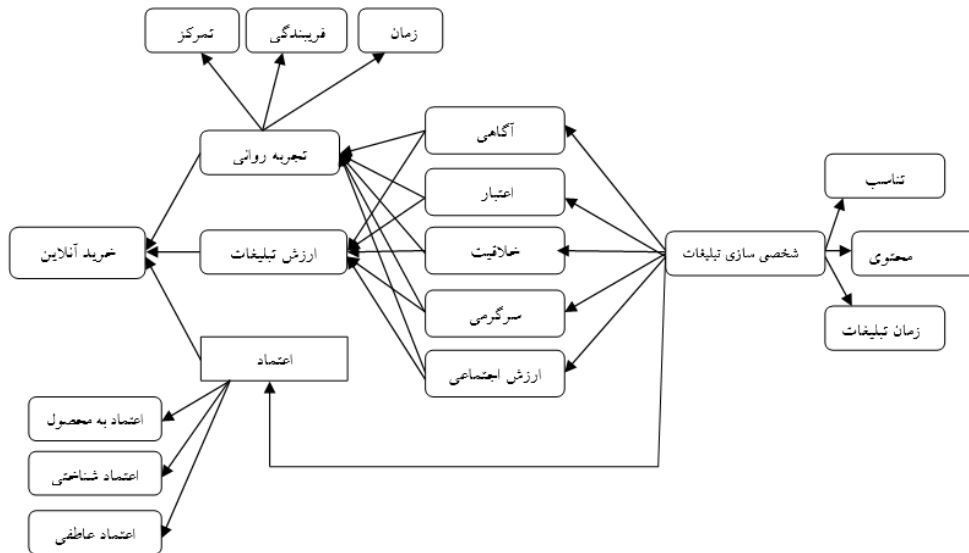 زمان
فریبندگی
تمرکز
آگاهی
تجربه روانی
اعتبار
تناسب
خلاقیت
ارزش تبلیغات
خرید آنلاین
شخصی سازی تبلیغات
محتوی
سرگرمی
زمان تبلیغات
ارزش اجتماعی
اعتماد
اعتماد به محصول
اعتماد شناختی
اعتماد عاطفی